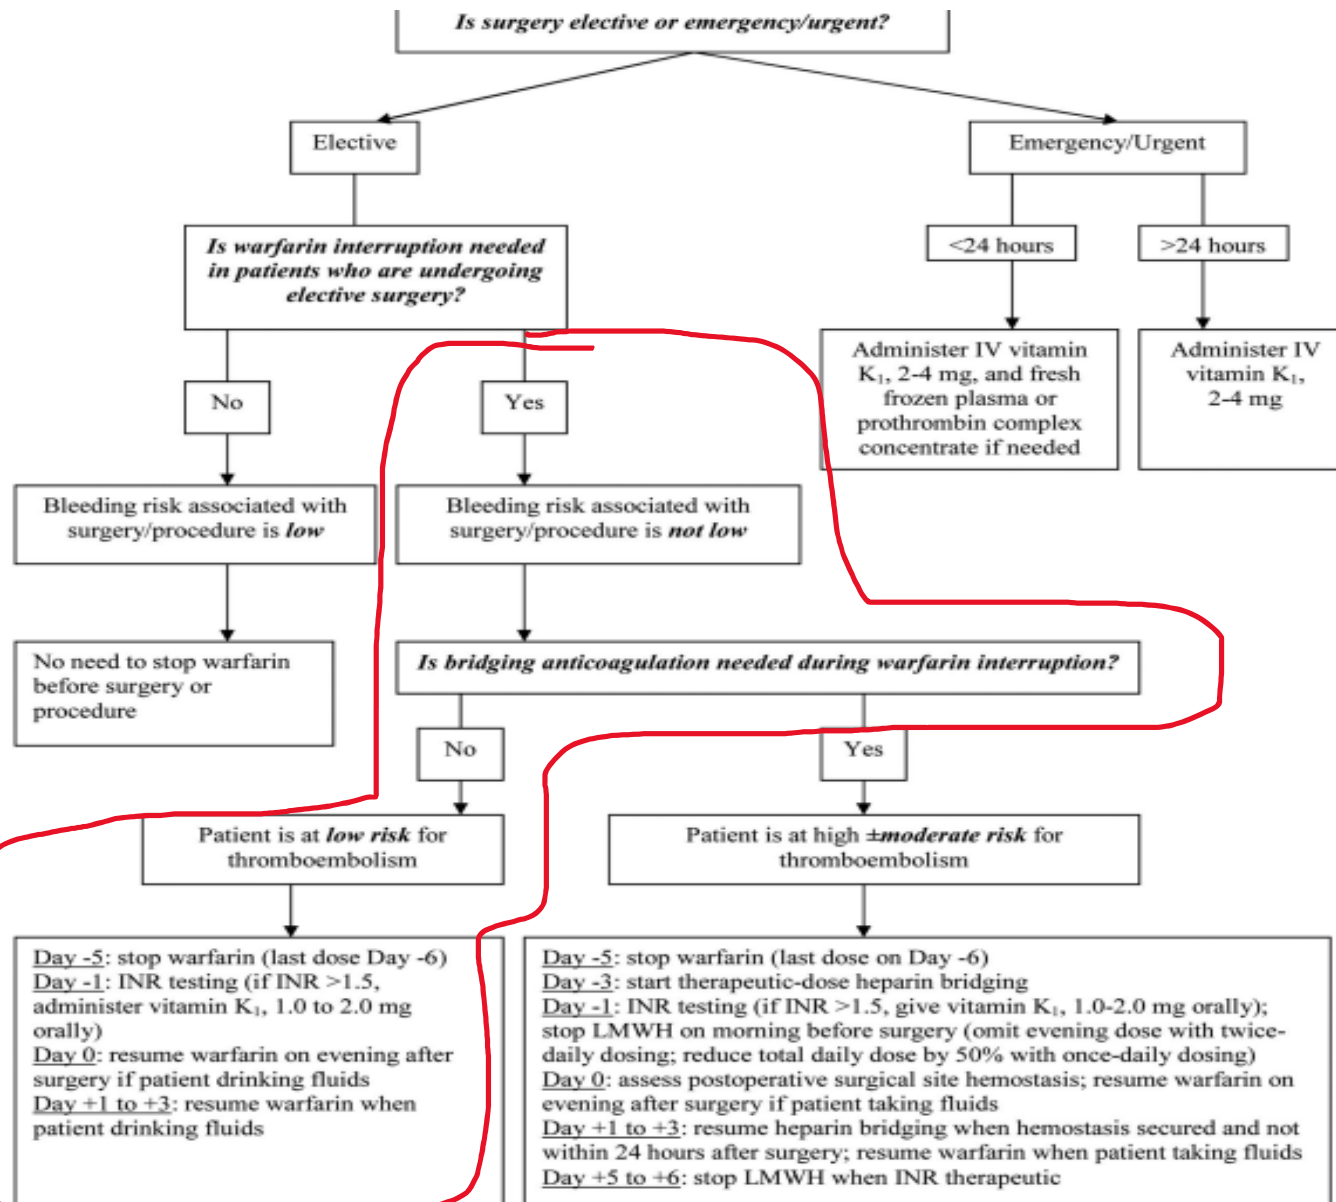 Is surgery elective or emergency/urgent?
Elective
Emergency/Urgent
Is warfarin interruption needed
in patients who are undergoing
elective surgery?
<24 hours
>24 hours
Administer IV vitamin
K₁, 2-4 mg, and fresh
frozen plasma or
prothrombin complex
concentrate if needed
Administer IV
vitamin K₁,
2-4 mg
No
Yes
Bleeding risk associated with
surgery/procedure is low
Bleeding risk associated with
surgery/procedure is not low
No need to stop warfarin
before surgery or
procedure
Is bridging anticoagulation needed during warfarin interruption?
No
Yes
Patient is at low risk for
thromboembolism
Patient is at high ±moderate risk for
thromboembolism
Day -5: stop warfarin (last dose Day -6)
Day -1: INR testing (if INR >1.5,
administer vitamin K₁, 1.0 to 2.0 mg
orally)
Day 0: resume warfarin on evening after
surgery if patient drinking fluids
Day +1 to +3: resume warfarin when
patient drinking fluids
Day -5: stop warfarin (last dose on Day -6)
Day -3: start therapeutic-dose heparin bridging
Day -1: INR testing (if INR >1.5, give vitamin K₁, 1.0-2.0 mg orally);
stop LMWH on morning before surgery (omit evening dose with twice-
daily dosing; reduce total daily dose by 50% with once-daily dosing)
Day 0: assess postoperative surgical site hemostasis; resume warfarin on
evening after surgery if patient taking fluids
Day +1 to +3: resume heparin bridging when hemostasis secured and not
within 24 hours after surgery; resume warfarin when patient taking fluids
Day +5 to +6: stop LMWH when INR therapeutic